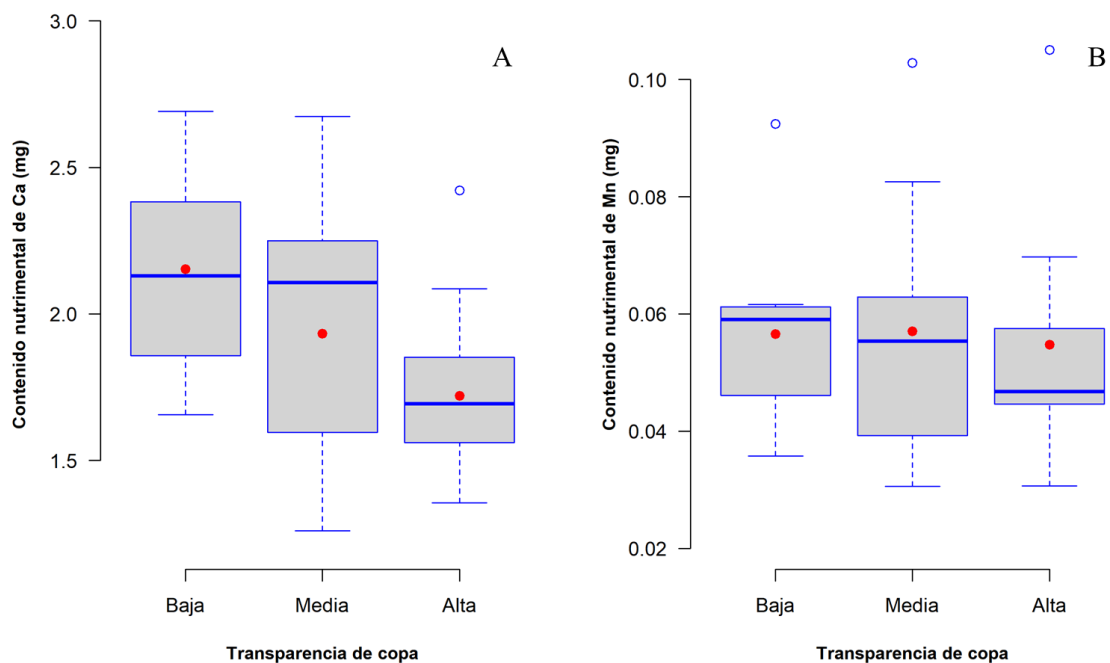 A
Contenido nutrimental de Ca (mg)
3.0
2.5
2.0
1.5
Baja Media Alta
Transparencia de copa
B
Contenido nutrimental de Mn (mg)
0.10
0.08
0.06
0.04
0.02
Baja Media Alta
Transparencia de copa